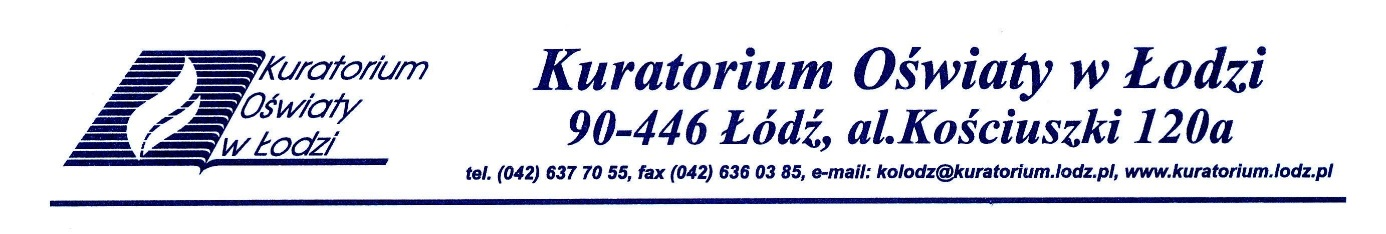 Kuratorium
Oświaty
w Łodzi
Kuratorium Oświaty w Łodzi
90-446 Łódź, al.Kościuszki 120a
tel. (042) 637 70 55, fax (042) 636 03 85, e-mail: kolodz@kuratorium.lodz.pl, www.kuratorium.lodz.pl